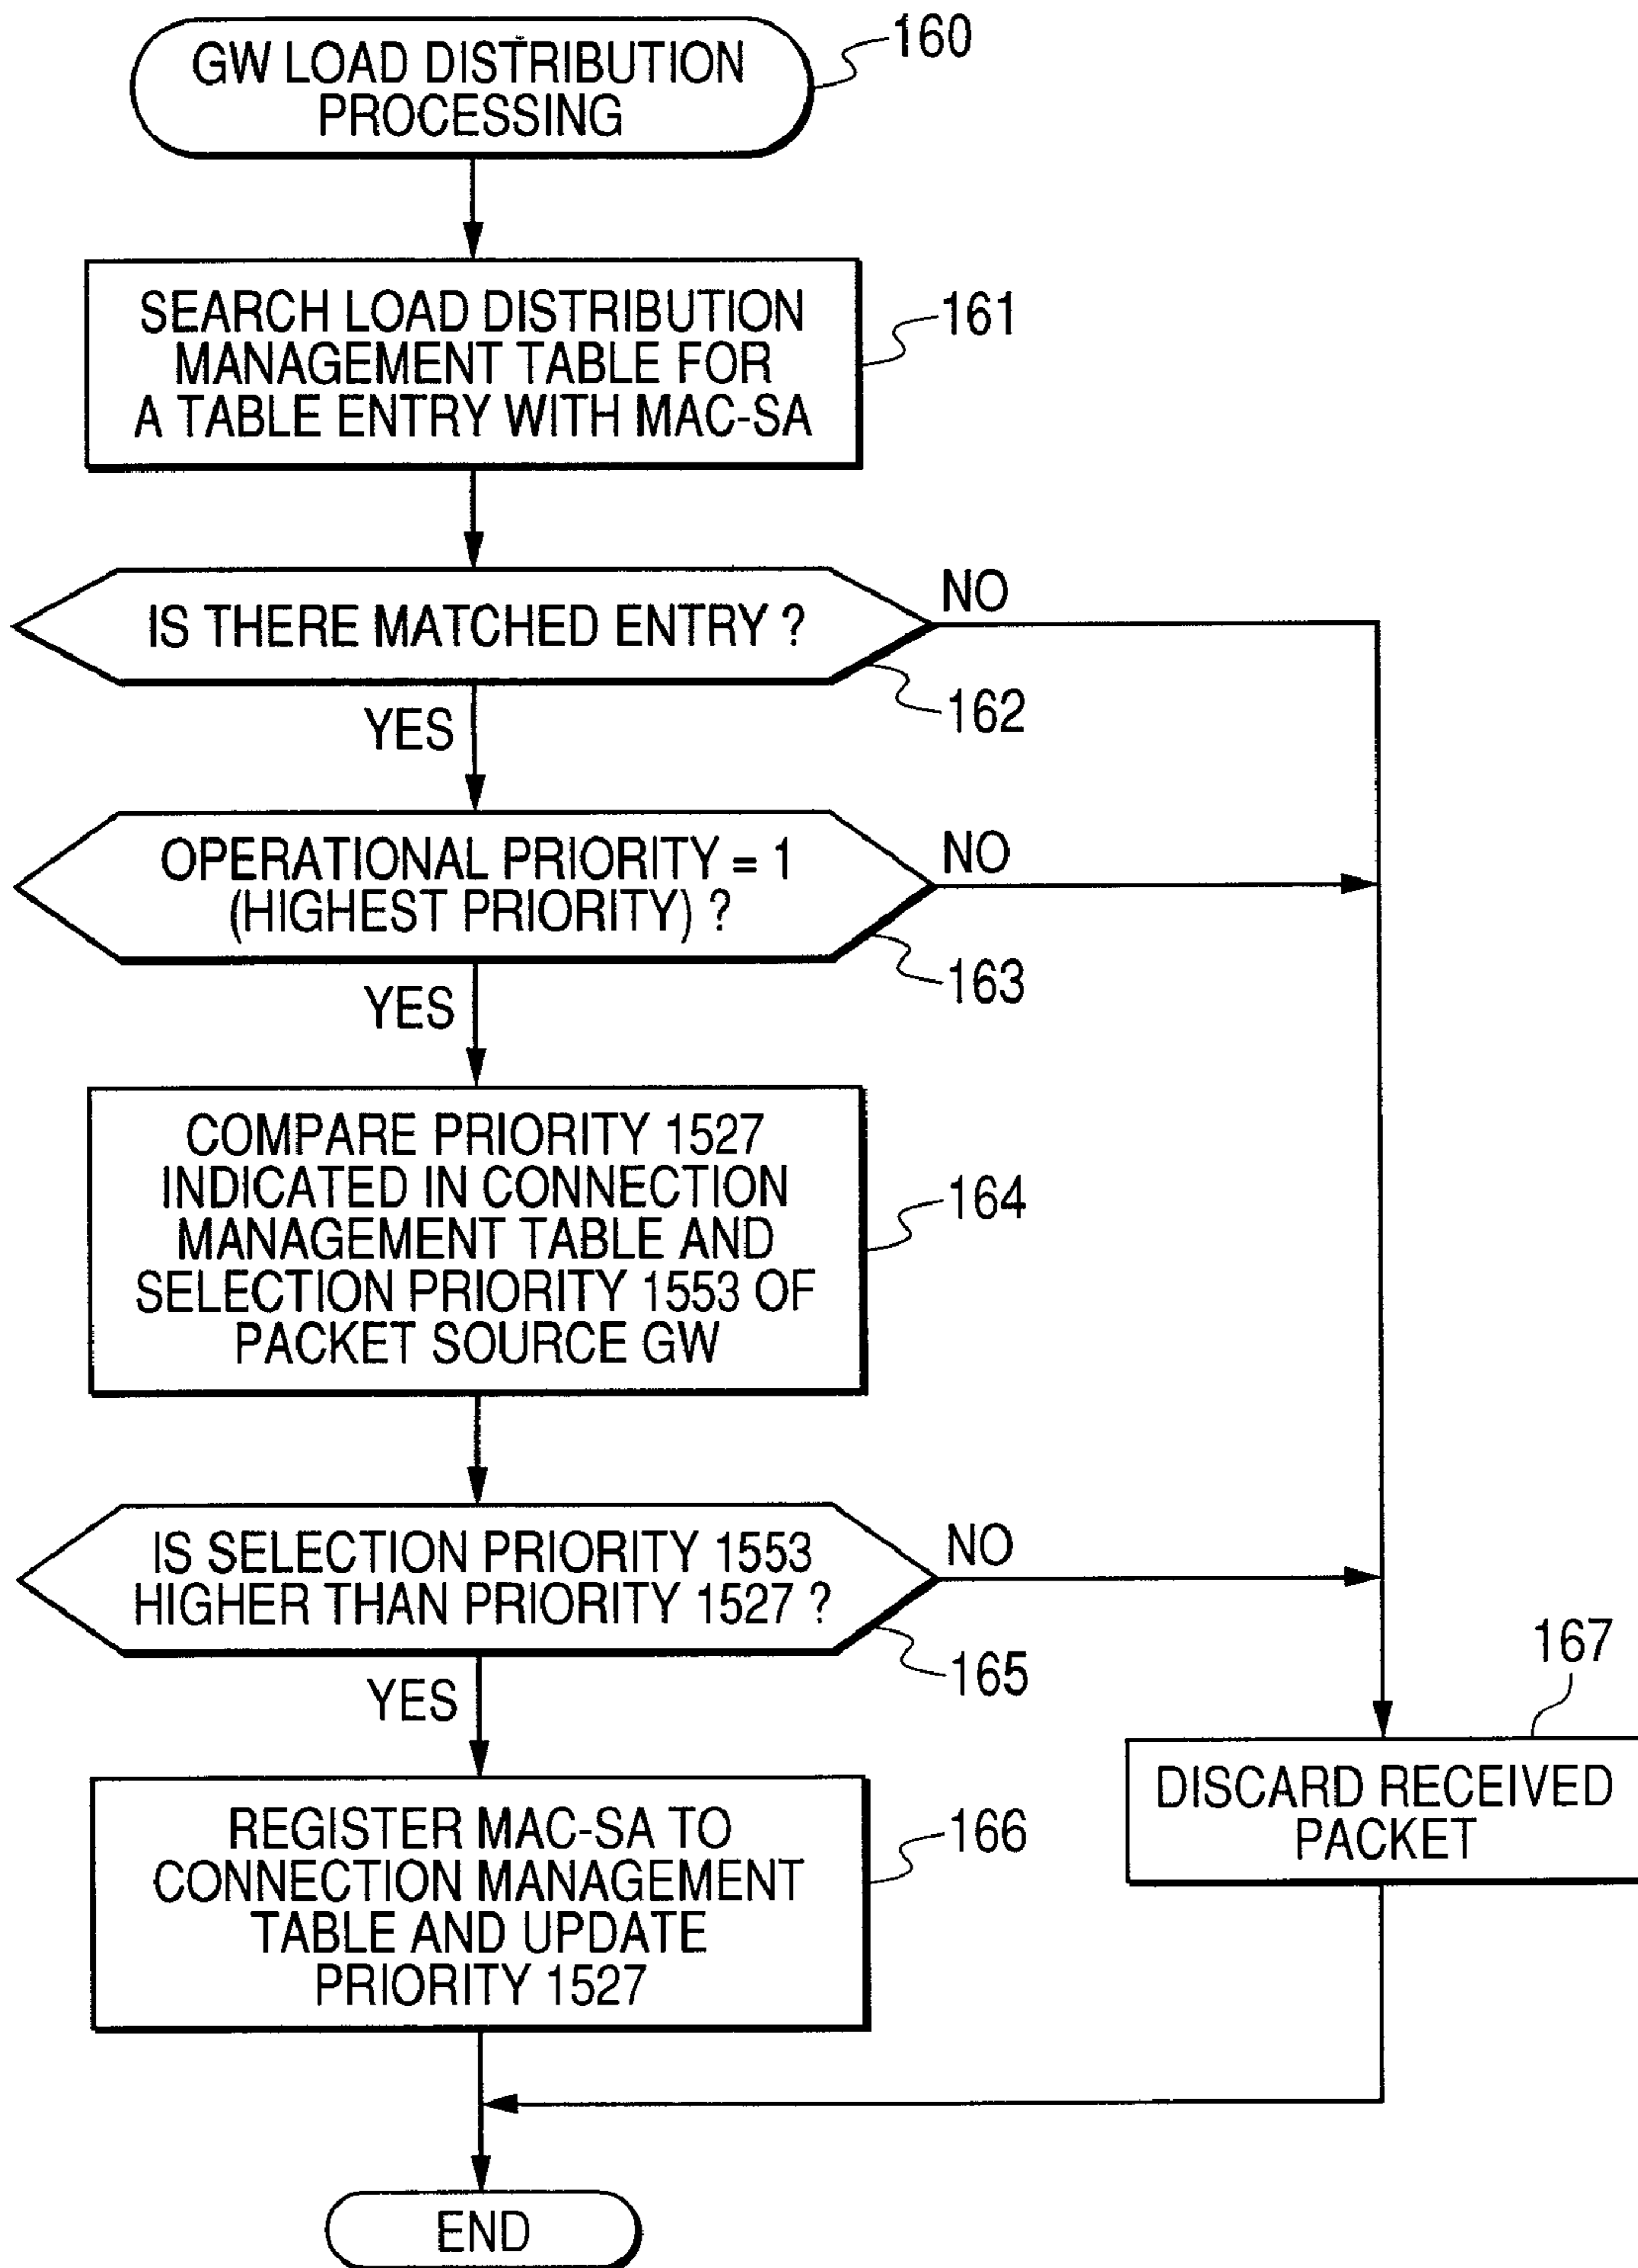 GW LOAD DISTRIBUTION
PROCESSING
160
SEARCH LOAD DISTRIBUTION
MANAGEMENT TABLE FOR
A TABLE ENTRY WITH MAC-SA
161
IS THERE MATCHED ENTRY ?
NO
162
YES
OPERATIONAL PRIORITY = 1
(HIGHEST PRIORITY) ?
NO
163
YES
COMPARE PRIORITY 1527
INDICATED IN CONNECTION
MANAGEMENT TABLE AND
SELECTION PRIORITY 1553 OF
PACKET SOURCE GW
164
IS SELECTION PRIORITY 1553
HIGHER THAN PRIORITY 1527 ?
NO
165
YES
167
DISCARD RECEIVED
PACKET
REGISTER MAC-SA TO
CONNECTION MANAGEMENT
TABLE AND UPDATE
PRIORITY 1527
166
END